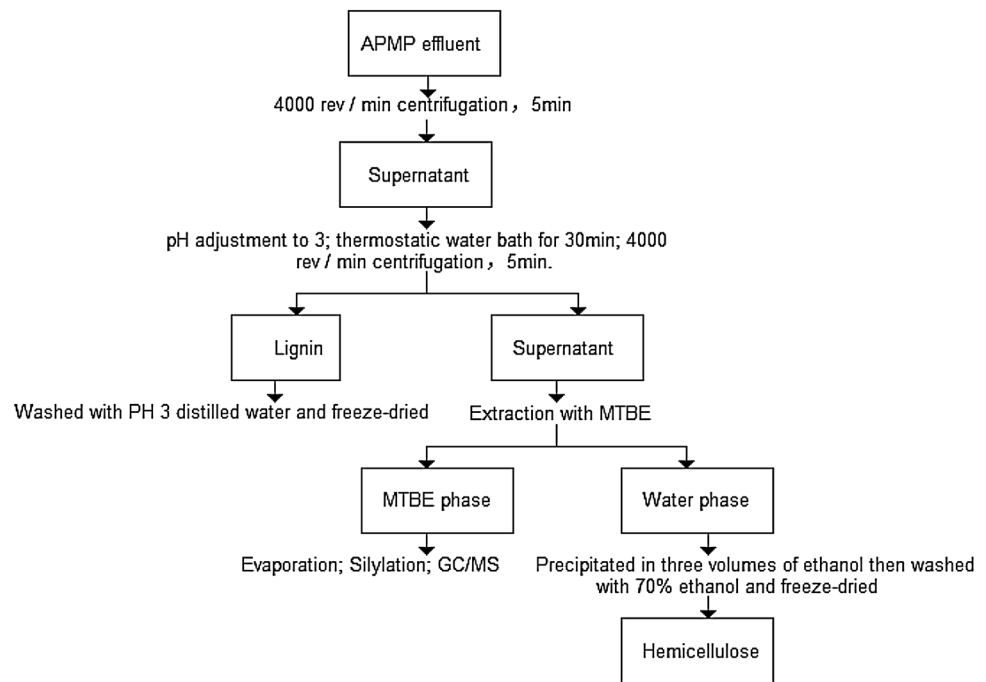 APMP effluent
4000 rev / min centrifugation，5min
Supernatant
pH adjustment to 3; thermostatic water bath for 30min; 4000
rev / min centrifugation，5min.
Lignin
Supernatant
Washed with PH 3 distilled water and freeze-dried
Extraction with MTBE
MTBE phase
Water phase
Evaporation; Silylation; GC/MS
Precipitated in three volumes of ethanol then washed
with 70% ethanol and freeze-dried
Hemicellulose